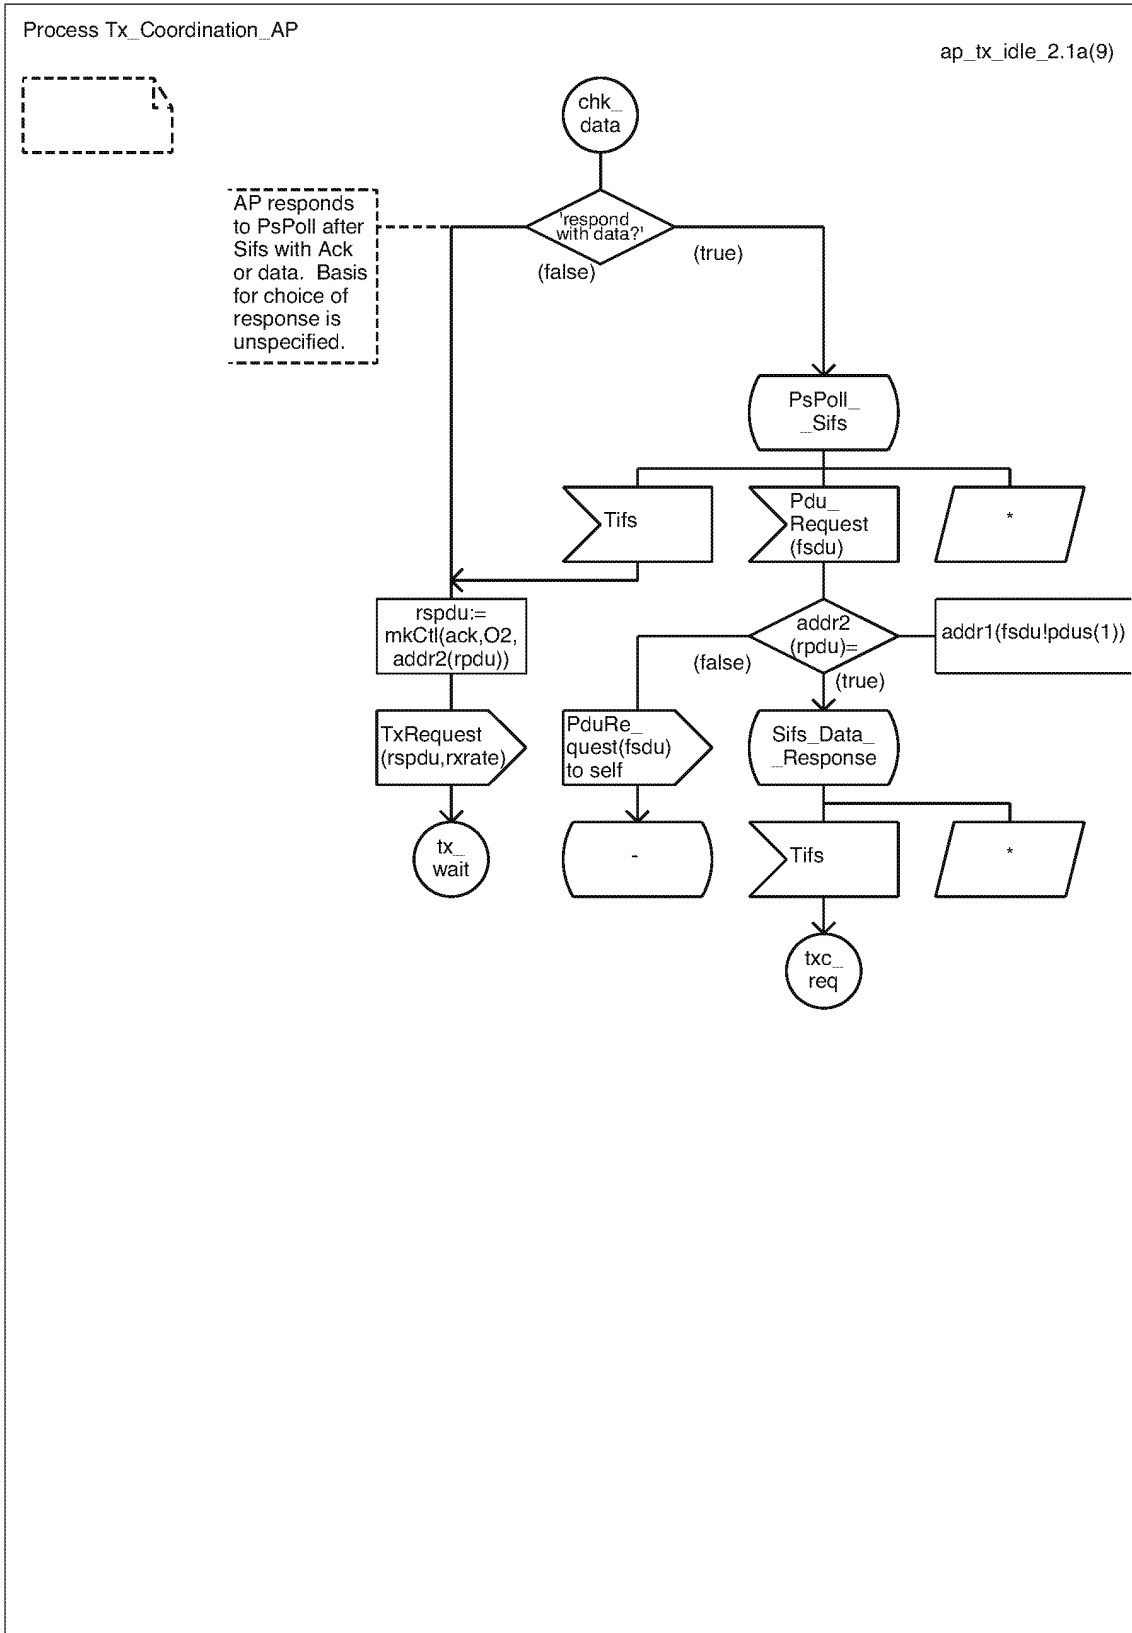 Process Tx_Coordination_AP
ap_tx_idle_2.1a(9)
chk_
data
AP responds
to PsPoll after
Sifs with Ack
or data.  Basis
for choice of
response is
unspecified.
'respond
with data?'
(false)
(true)
PsPoll_
_Sifs
Tifs
Pdu_
Request
(fsdu)
*
rspdu:=
mkCtl(ack,O2,
addr2(rpdu))
addr2
(rpdu)=
addr1(fsdu!pdus(1))
(false)
(true)
TxRequest
(rspdu,rxrate)
PduRe_
quest(fsdu)
to self
Sifs_Data_
_Response
tx_
wait
-
Tifs
*
txc_
req